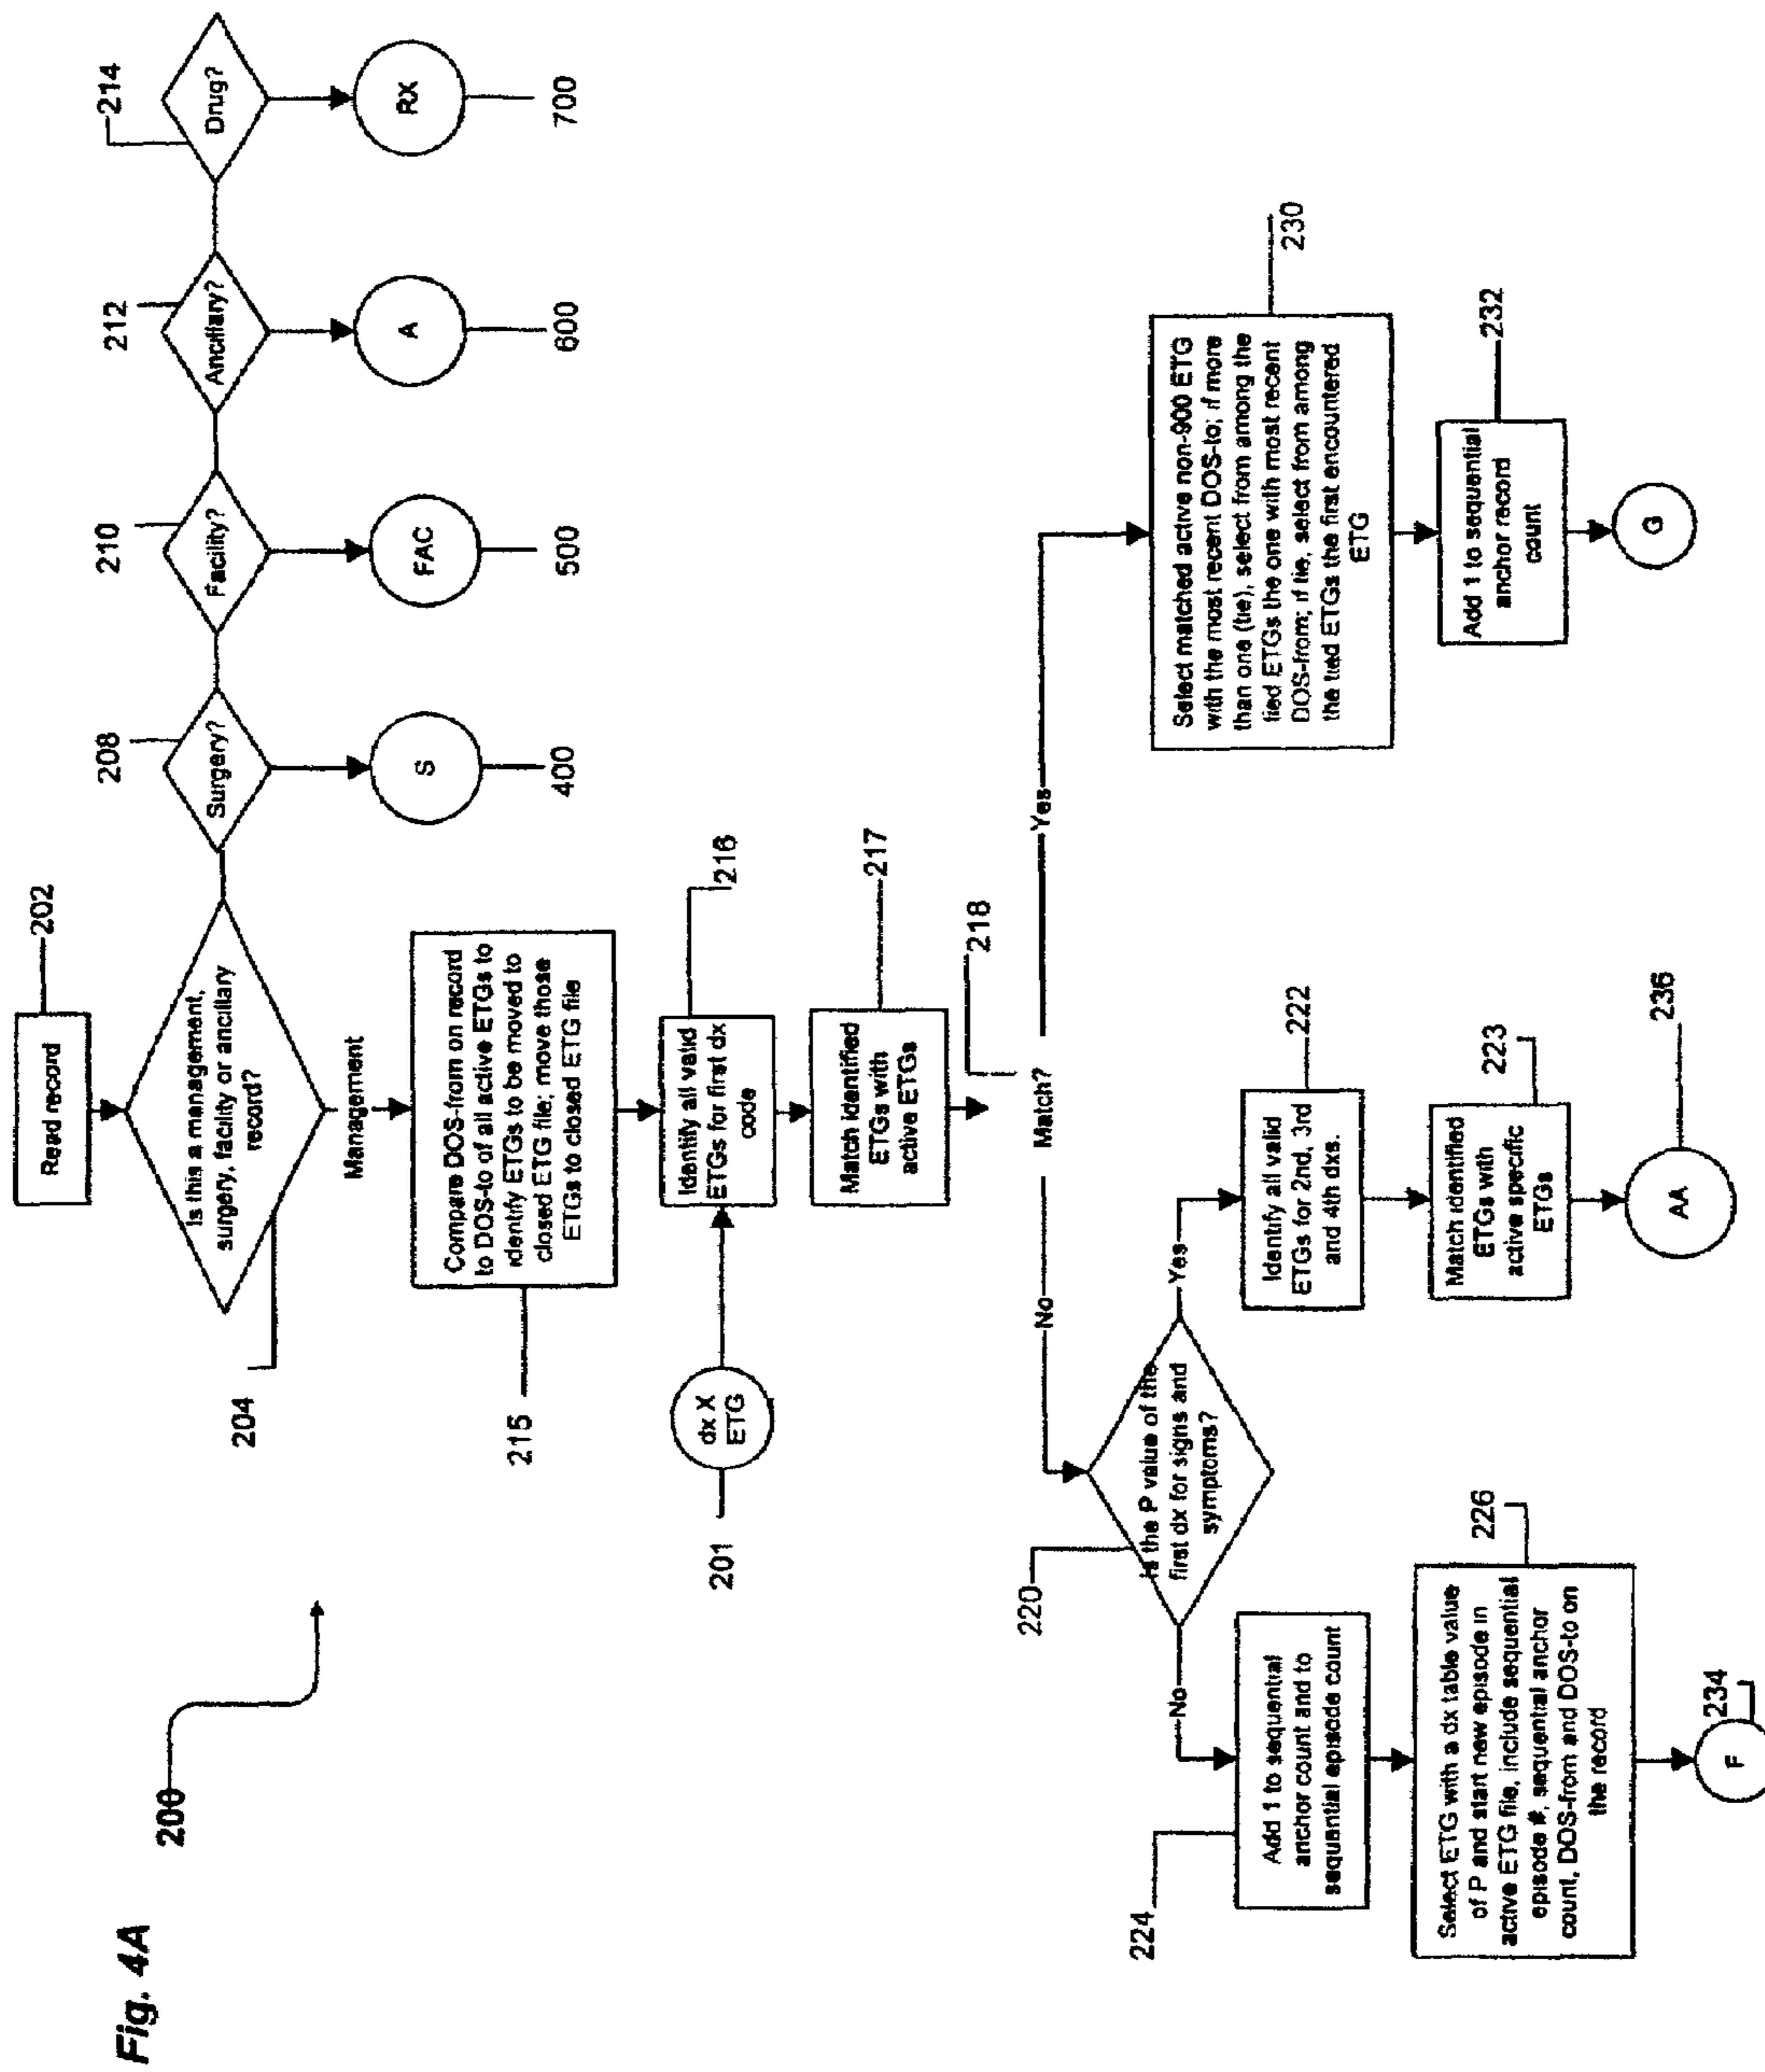 Fig. 4A
200
Read record
202
Is this a management,
surgery, facility or ancillary
record?
204
Surgery?
208
Facility?
210
Ancillary?
212
Drug?
214
S
400
FAC
500
A
600
RX
700
Management
Compare DOS-from on record
to DOS-to of all active ETGs to
identify ETGs to be moved to
closed ETG file; move those
ETGs to closed ETG file
215
dx X
ETG
201
Identify all valid
ETGs for first dx
code
216
Match identified
ETGs with
active ETGs
217
218
Match?
No
Yes
Is the P value of the
first dx for signs and
symptoms?
220
No
Yes
Add 1 to sequential
anchor count and to
sequential episode count
224
Select ETG with a dx table value
of P and start new episode in
active ETG file, include sequential
episode #, sequential anchor
count, DOS-from and DOS-to on
the record
226
F
234
Identify all valid
ETGs for 2nd, 3rd
and 4th dxs.
222
Match identified
ETGs with
active specific
ETGs
223
AA
236
Select matched active non-900 ETG
with the most recent DOS-to; if more
than one (tie), select from among the
tied ETGs the one with most recent
DOS-from; if tie, select from among
the tied ETGs the first encountered
ETG
230
Add 1 to sequential
anchor record
count
232
G